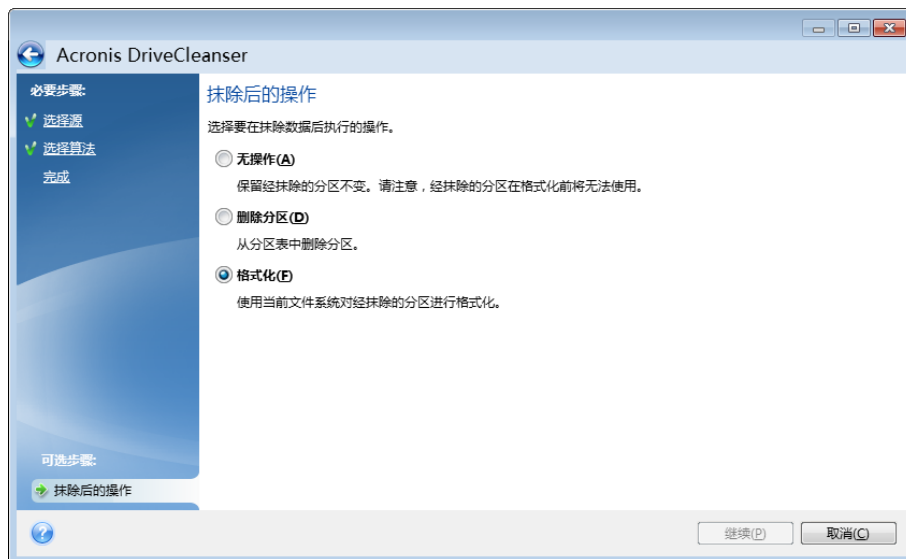 Acronis DriveCleanser
必要步骤:
选择源
选择算法
完成
可选步骤:
抹除后的操作
抹除后的操作
选择要在抹除数据后执行的操作。
无操作(A)
保留经抹除的分区不变。请注意，经抹除的分区在格式化前将无法使用。
删除分区(D)
从分区表中删除分区。
格式化(F)
使用当前文件系统对经抹除的分区进行格式化。
继续(P)
取消(C)